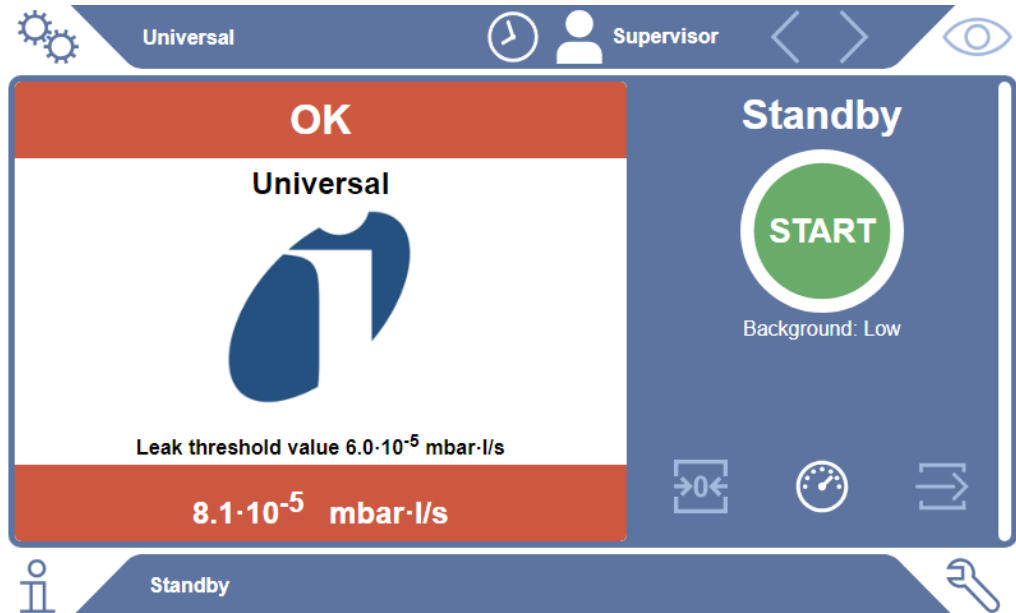 Universal
Supervisor
OK
Universal
Leak threshold value 6.0·10⁻⁵ mbar·l/s
8.1·10⁻⁵ mbar·l/s
Standby
START
Background: Low
→0←
Standby